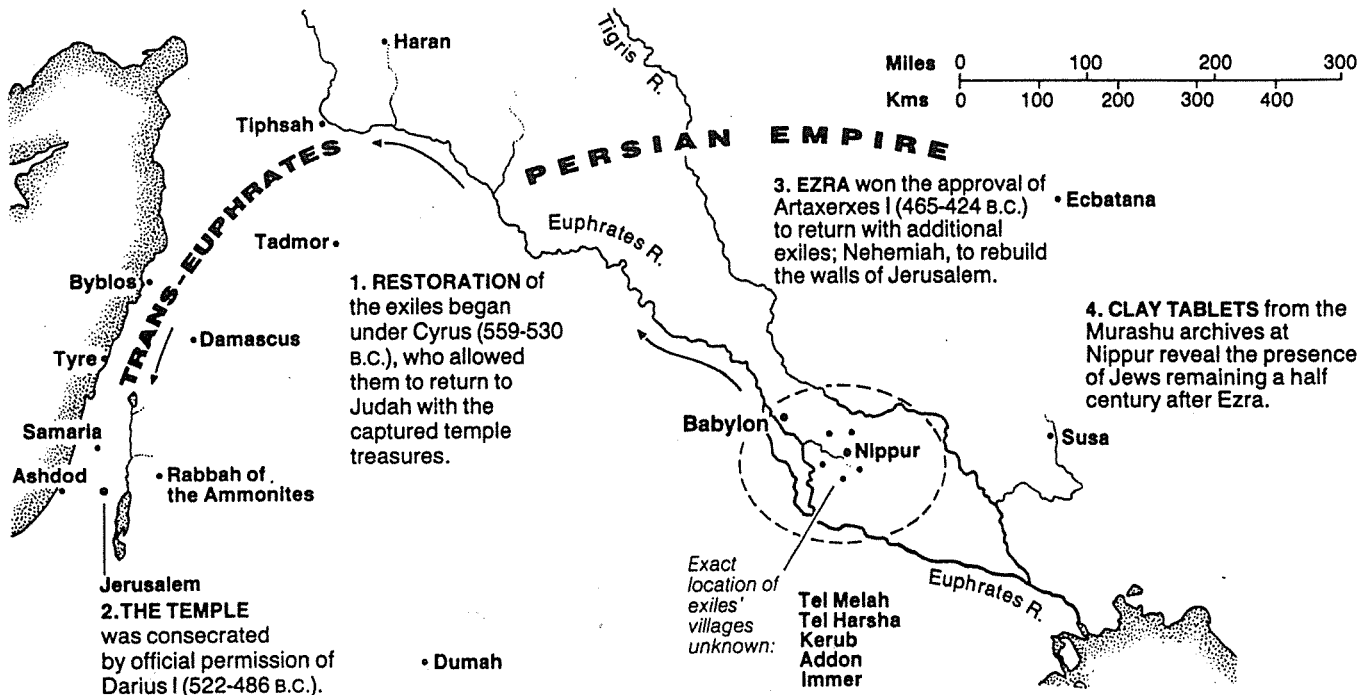 Haran
Tigris R.
Miles 0 100 200 300
Kms 0 100 200 300 400
Tiphsah
TRANS-EUPHRATES
PERSIAN EMPIRE
3. EZRA won the approval of
Artaxerxes I (465-424 B.C.)
to return with additional
exiles; Nehemiah, to rebuild
the walls of Jerusalem.
Ecbatana
Euphrates R.
Tadmor
Byblos
1. RESTORATION of
the exiles began
under Cyrus (559-530
B.C.), who allowed
them to return to
Judah with the
captured temple
treasures.
4. CLAY TABLETS from the
Murashu archives at
Nippur reveal the presence
of Jews remaining a half
century after Ezra.
Damascus
Tyre
Babylon
Nippur
Susa
Samaria
Ashdod
Rabbah of
the Ammonites
Jerusalem
2.THE TEMPLE
was consecrated
by official permission of
Darius I (522-486 B.C.).
Dumah
Exact
location of
exiles'
villages
unknown:
Tel Melah
Tel Harsha
Kerub
Addon
Immer
Euphrates R.